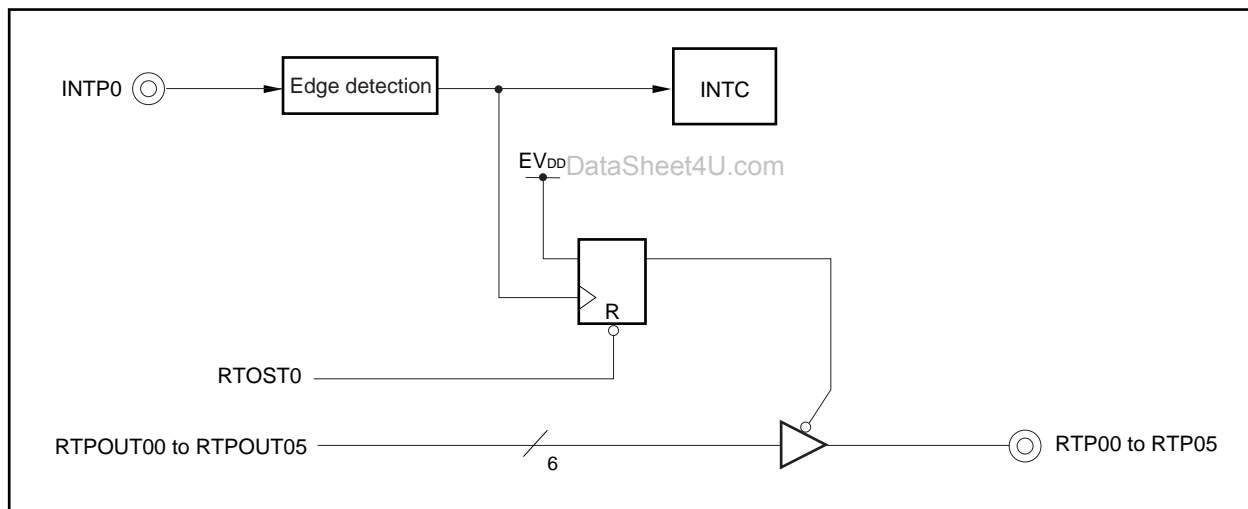 INTP0
Edge detection
INTC
EVDD
DataSheet4U.com
R
RTOST0
RTPOUT00 to RTPOUT05
6
RTP00 to RTP05